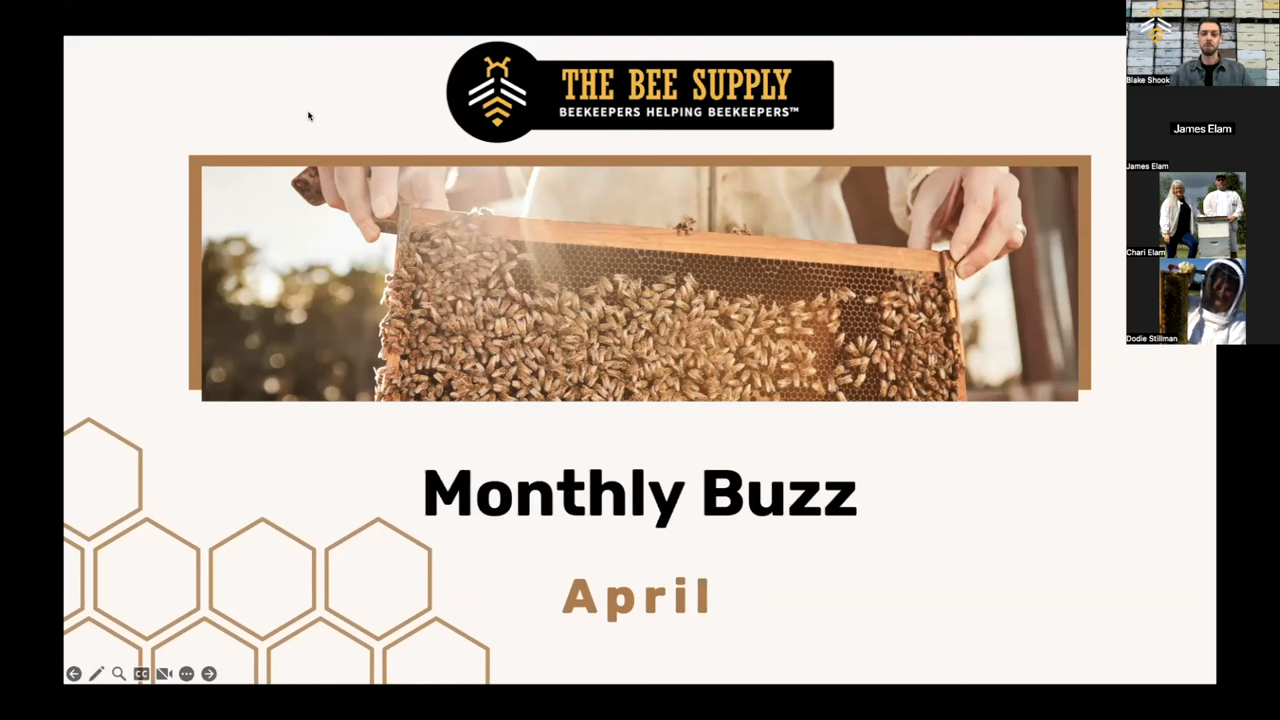 THE BEE SUPPLY
BEEKEEPERS HELPING BEEKEEPERS™
Monthly Buzz
April
Blake Shook
James Elam
James Elam
Chari Elam
Dodie Stillman
CC